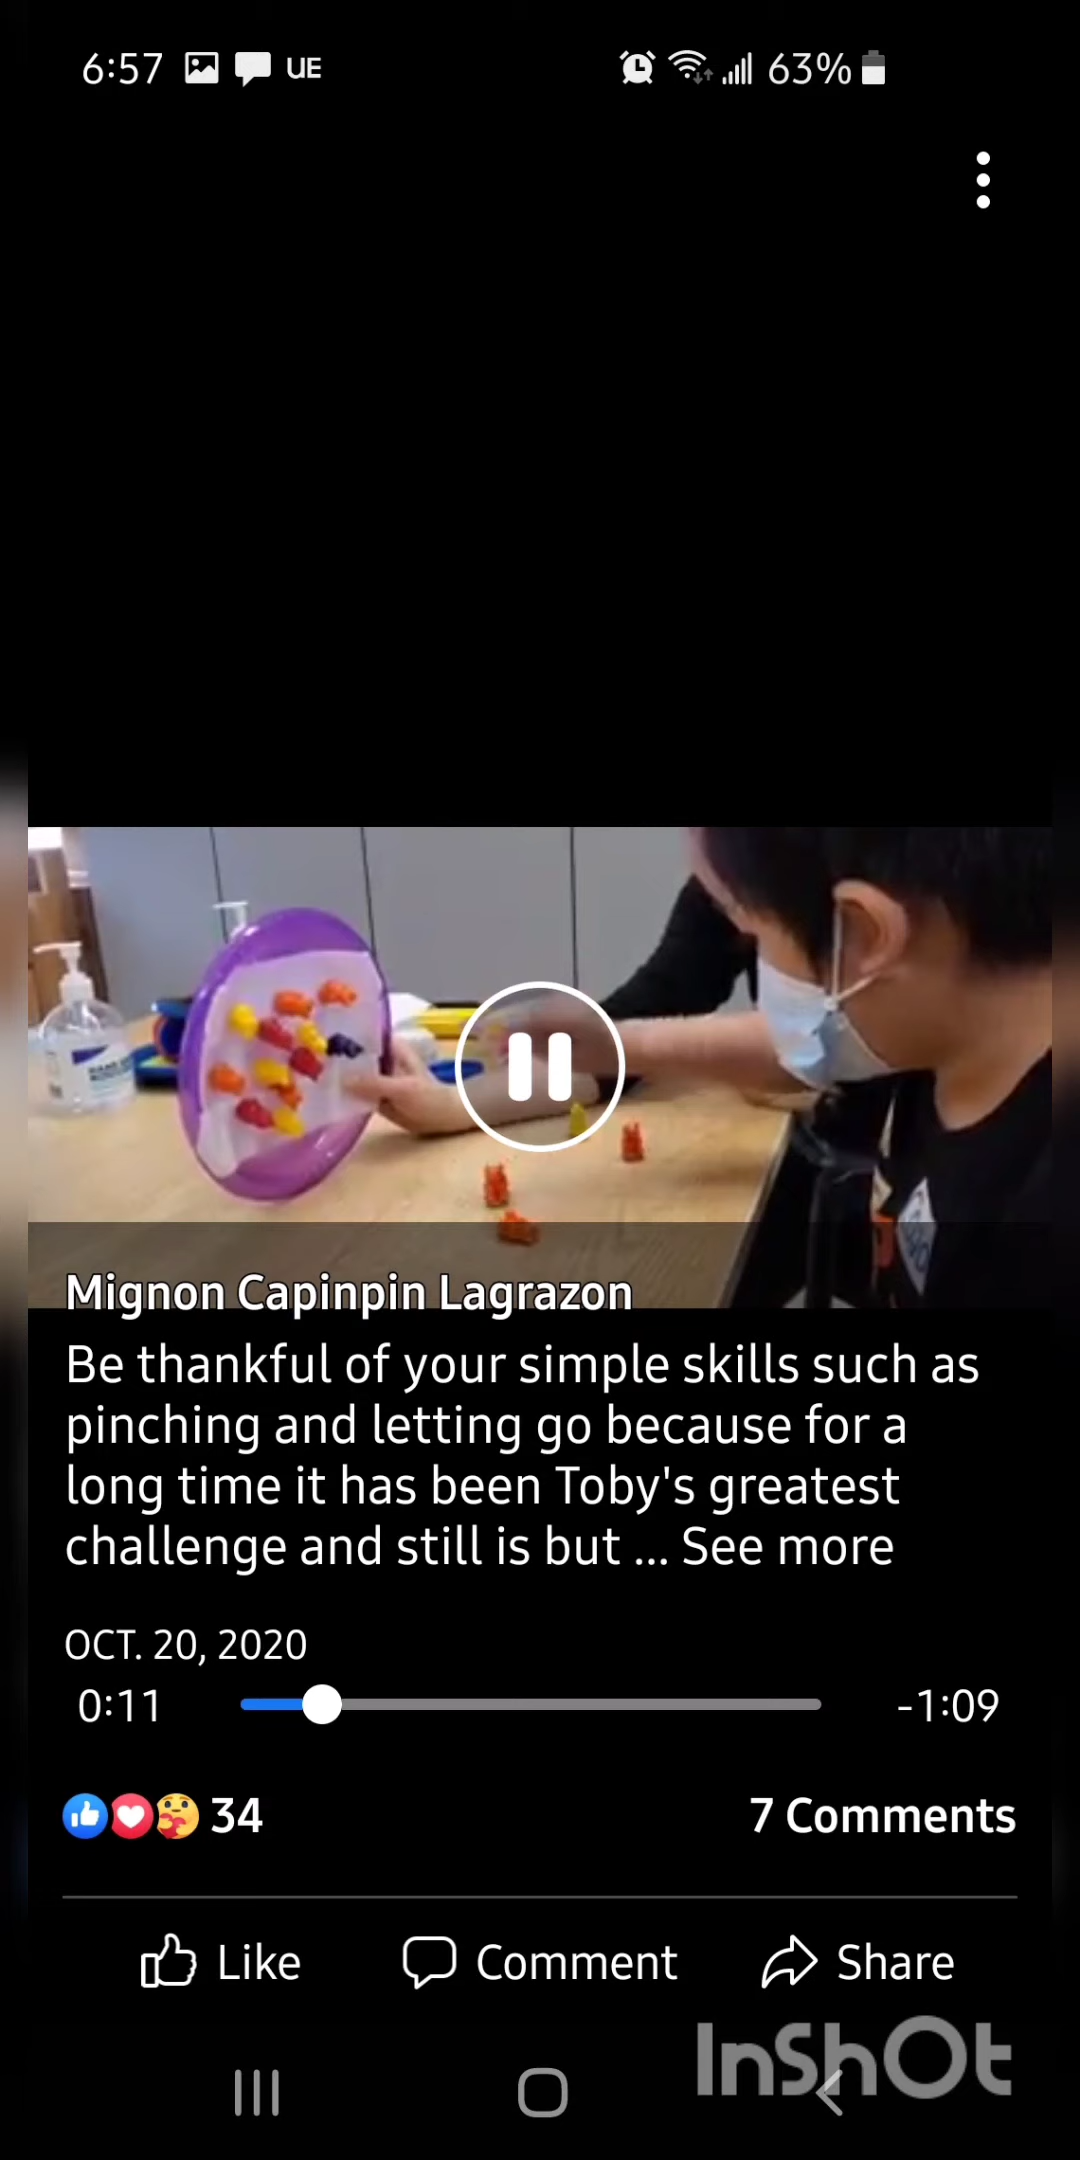 6:57 UE 63%
Mignon Capinpin Lagrazon
Be thankful of your simple skills such as
pinching and letting go because for a
long time it has been Toby's greatest
challenge and still is but ... See more
OCT. 20, 2020
0:11 -1:09
34 7 Comments
Like Comment Share
InShOt